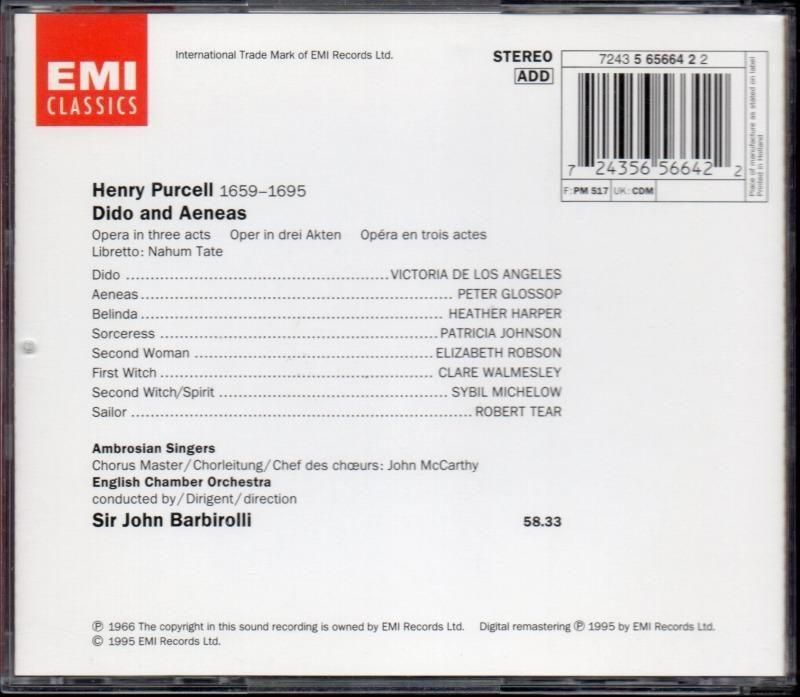 EMI
CLASSICS
International Trade Mark of EMI Records Ltd.
STEREO
ADD
7243 5 65664 2 2
7 24356 56642 2
F: PM 517 UK: CDM
Place of manufacture as stated on label
Printed in Holland
Henry Purcell 1659–1695
Dido and Aeneas
Opera in three acts Oper in drei Akten Opéra en trois actes
Libretto: Nahum Tate
Dido ........................................................ VICTORIA DE LOS ANGELES
Aeneas ........................................................ PETER GLOSSOP
Belinda ........................................................ HEATHER HARPER
Sorceress ........................................................ PATRICIA JOHNSON
Second Woman ........................................................ ELIZABETH ROBSON
First Witch ........................................................ CLARE WALMESLEY
Second Witch/Spirit ........................................................ SYBIL MICHELOW
Sailor ........................................................ ROBERT TEAR
Ambrosian Singers
Chorus Master/Chorleitung/Chef des chœurs: John McCarthy
English Chamber Orchestra
conducted by/Dirigent/direction
Sir John Barbirolli 58.33
℗ 1966 The copyright in this sound recording is owned by EMI Records Ltd. Digital remastering ℗ 1995 by EMI Records Ltd.
© 1995 EMI Records Ltd.